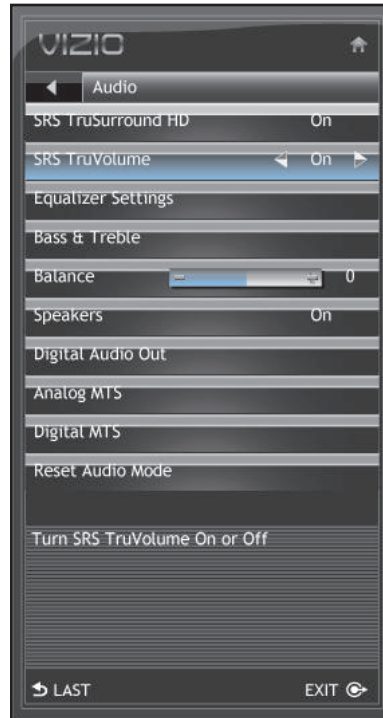 VIZIO
Audio
SRS TruSurround HD On
SRS TruVolume On
Equalizer Settings
Bass & Treble
Balance 0
Speakers On
Digital Audio Out
Analog MTS
Digital MTS
Reset Audio Mode
Turn SRS TruVolume On or Off
LAST EXIT